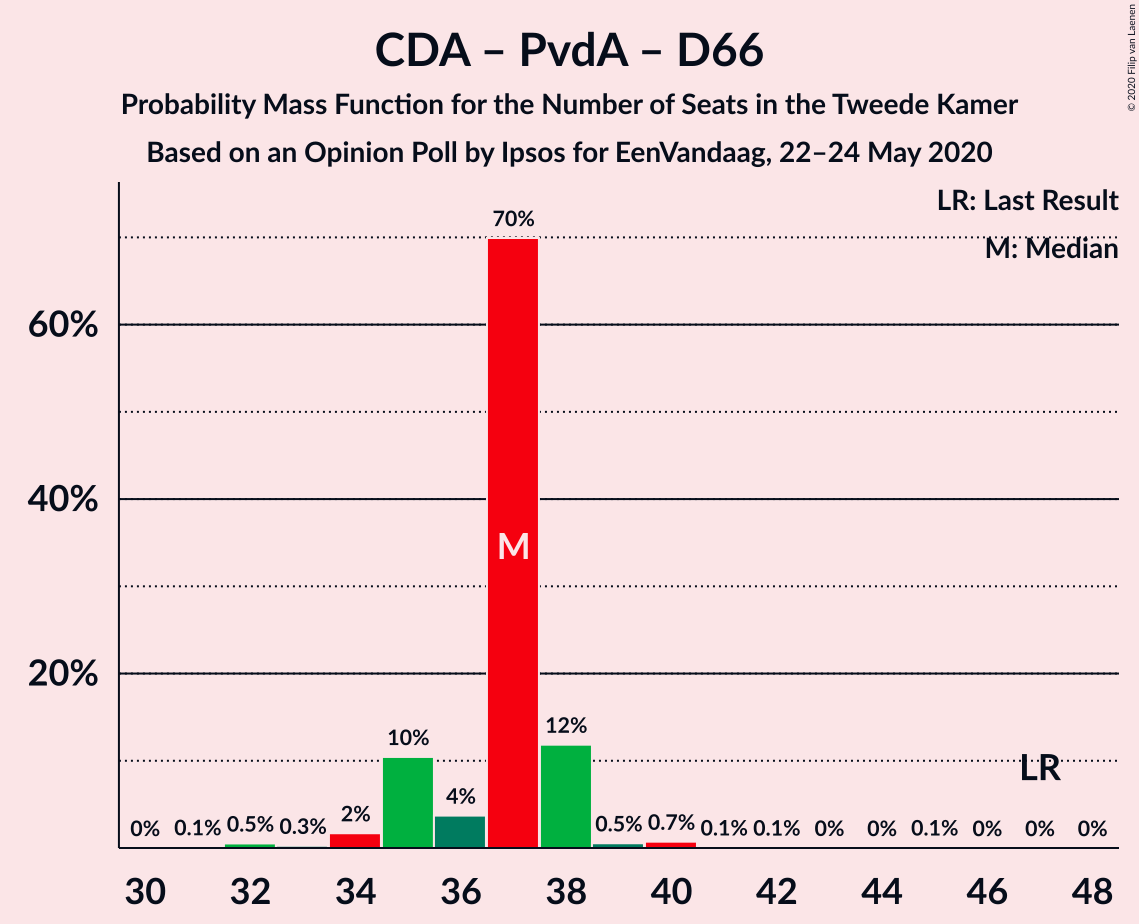 CDA – PvdA – D66
Probability Mass Function for the Number of Seats in the Tweede Kamer
Based on an Opinion Poll by Ipsos for EenVandaag, 22–24 May 2020
© 2020 Filip van Laenen
LR: Last Result
M: Median
60%
40%
20%
0%
0.1%
0.5%
0.3%
2%
10%
4%
70%
M
12%
0.5%
0.7%
0.1%
0.1%
0%
0%
0.1%
0%
0%
0%
LR
30 32 34 36 38 40 42 44 46 48